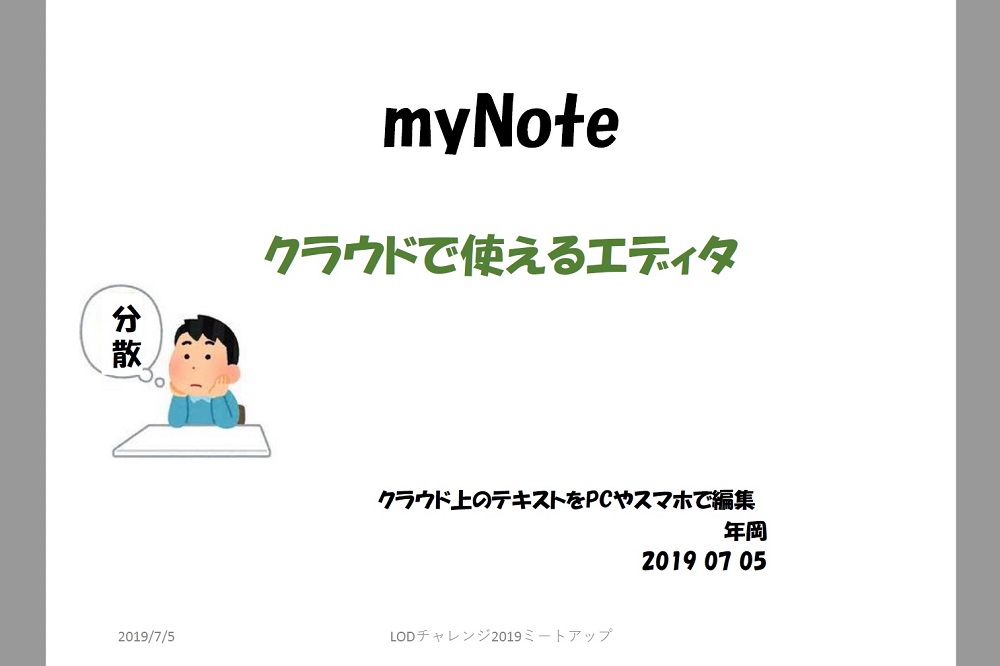 myNote
クラウドで使えるエディタ
分
散
クラウド上のテキストをPCやスマホで編集
年岡
2019 07 05
2019/7/5
LODチャレンジ2019ミートアップ